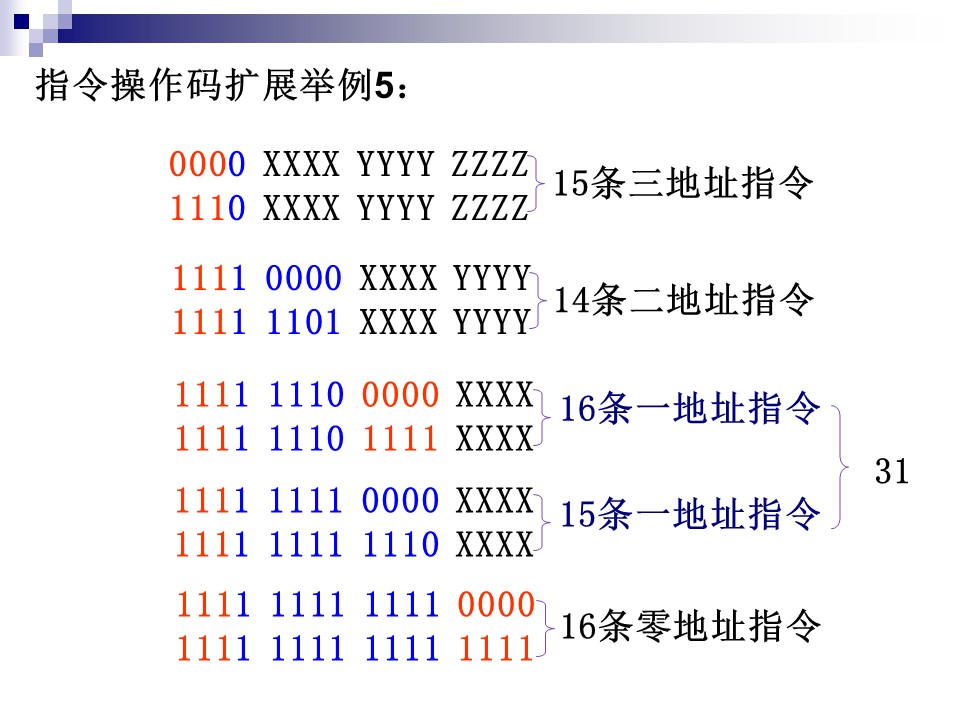 指令操作码扩展举例5：
0000 XXXX YYYY ZZZZ
1110 XXXX YYYY ZZZZ
15条三地址指令
1111 0000 XXXX YYYY
1111 1101 XXXX YYYY
14条二地址指令
1111 1110 0000 XXXX
1111 1110 1111 XXXX
16条一地址指令
1111 1111 0000 XXXX
1111 1111 1110 XXXX
15条一地址指令
31
1111 1111 1111 0000
1111 1111 1111 1111
16条零地址指令